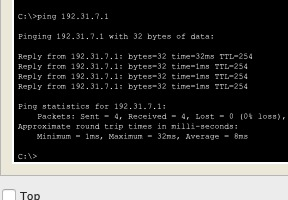 C:\>ping 192.31.7.1
Pinging 192.31.7.1 with 32 bytes of data:
Reply from 192.31.7.1: bytes=32 time=32ms TTL=254
Reply from 192.31.7.1: bytes=32 time=1ms TTL=254
Reply from 192.31.7.1: bytes=32 time=1ms TTL=254
Reply from 192.31.7.1: bytes=32 time=1ms TTL=254
Ping statistics for 192.31.7.1:
Packets: Sent = 4, Received = 4, Lost = 0 (0% loss),
Approximate round trip times in milli-seconds:
Minimum = 1ms, Maximum = 32ms, Average = 8ms
C:\>
Top